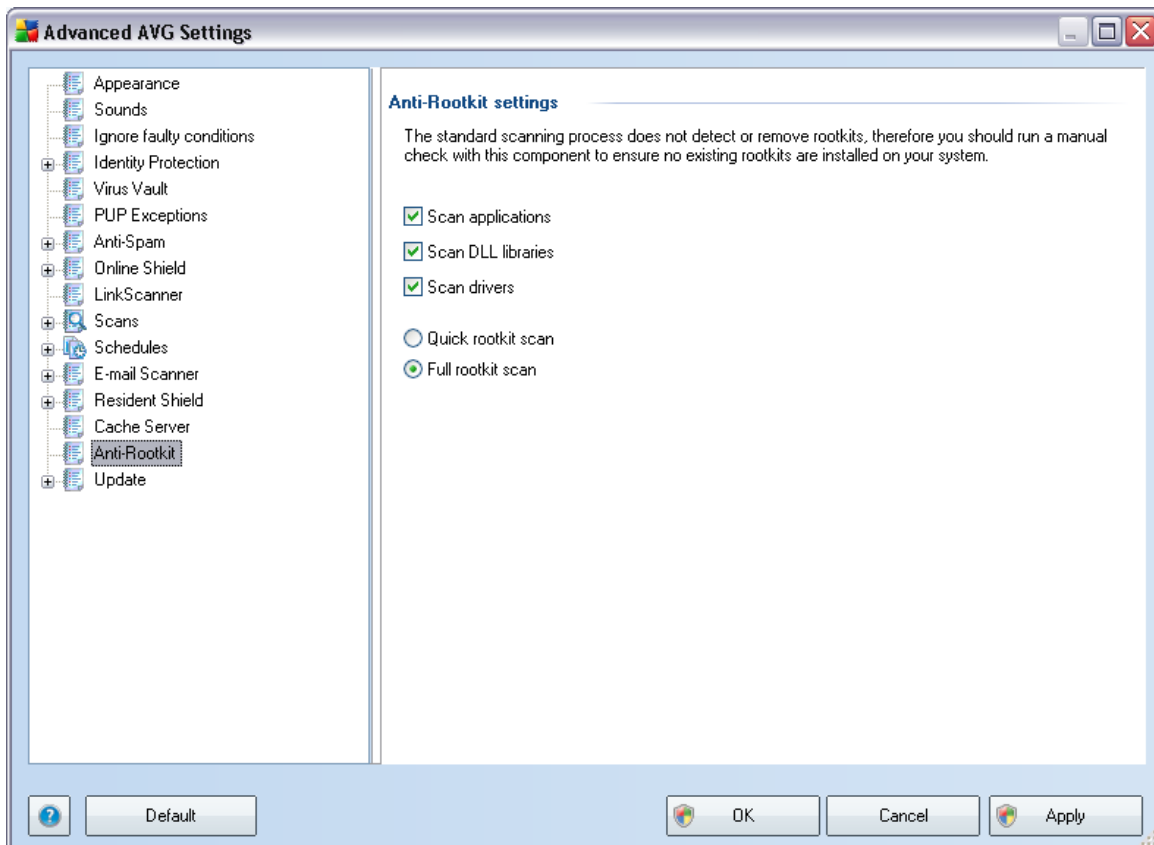 Advanced AVG Settings
Appearance
Sounds
Ignore faulty conditions
Identity Protection
Virus Vault
PUP Exceptions
Anti-Spam
Online Shield
LinkScanner
Scans
Schedules
E-mail Scanner
Resident Shield
Cache Server
Anti-Rootkit
Update
Anti-Rootkit settings
The standard scanning process does not detect or remove rootkits, therefore you should run a manual
check with this component to ensure no existing rootkits are installed on your system.
Scan applications
Scan DLL libraries
Scan drivers
Quick rootkit scan
Full rootkit scan
?
Default
OK
Cancel
Apply